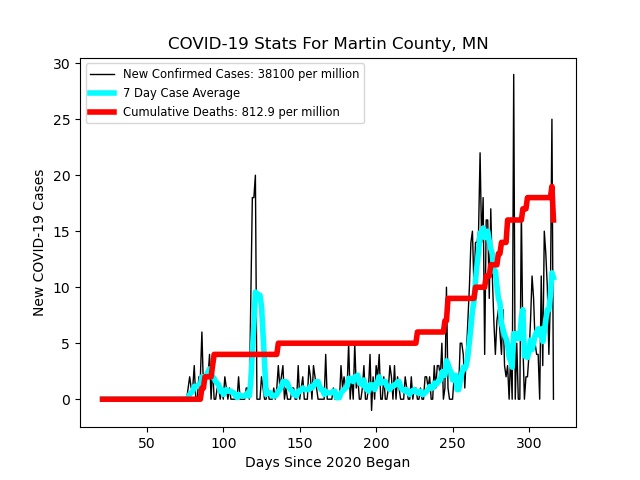 COVID-19 Stats For Martin County, MN
New Confirmed Cases: 38100 per million
7 Day Case Average
Cumulative Deaths: 812.9 per million
New COVID-19 Cases
30
25
20
15
10
5
0
50 100 150 200 250 300
Days Since 2020 Began